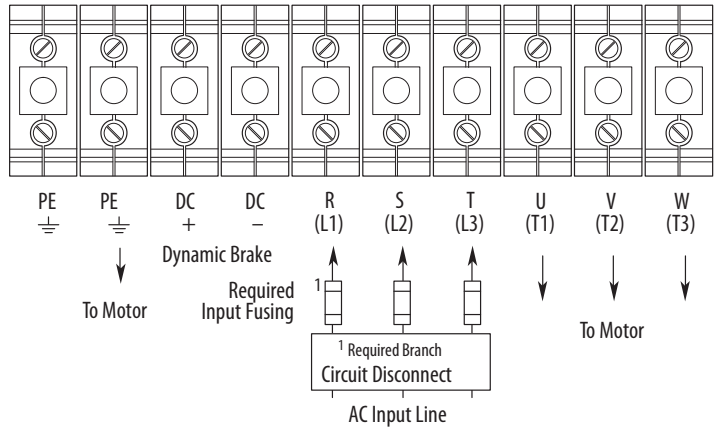 PE PE DC DC R S T U V W
+ – (L1) (L2) (L3) (T1) (T2) (T3)
Dynamic Brake
To Motor
Required
Input Fusing
1
To Motor
1 Required Branch
Circuit Disconnect
AC Input Line